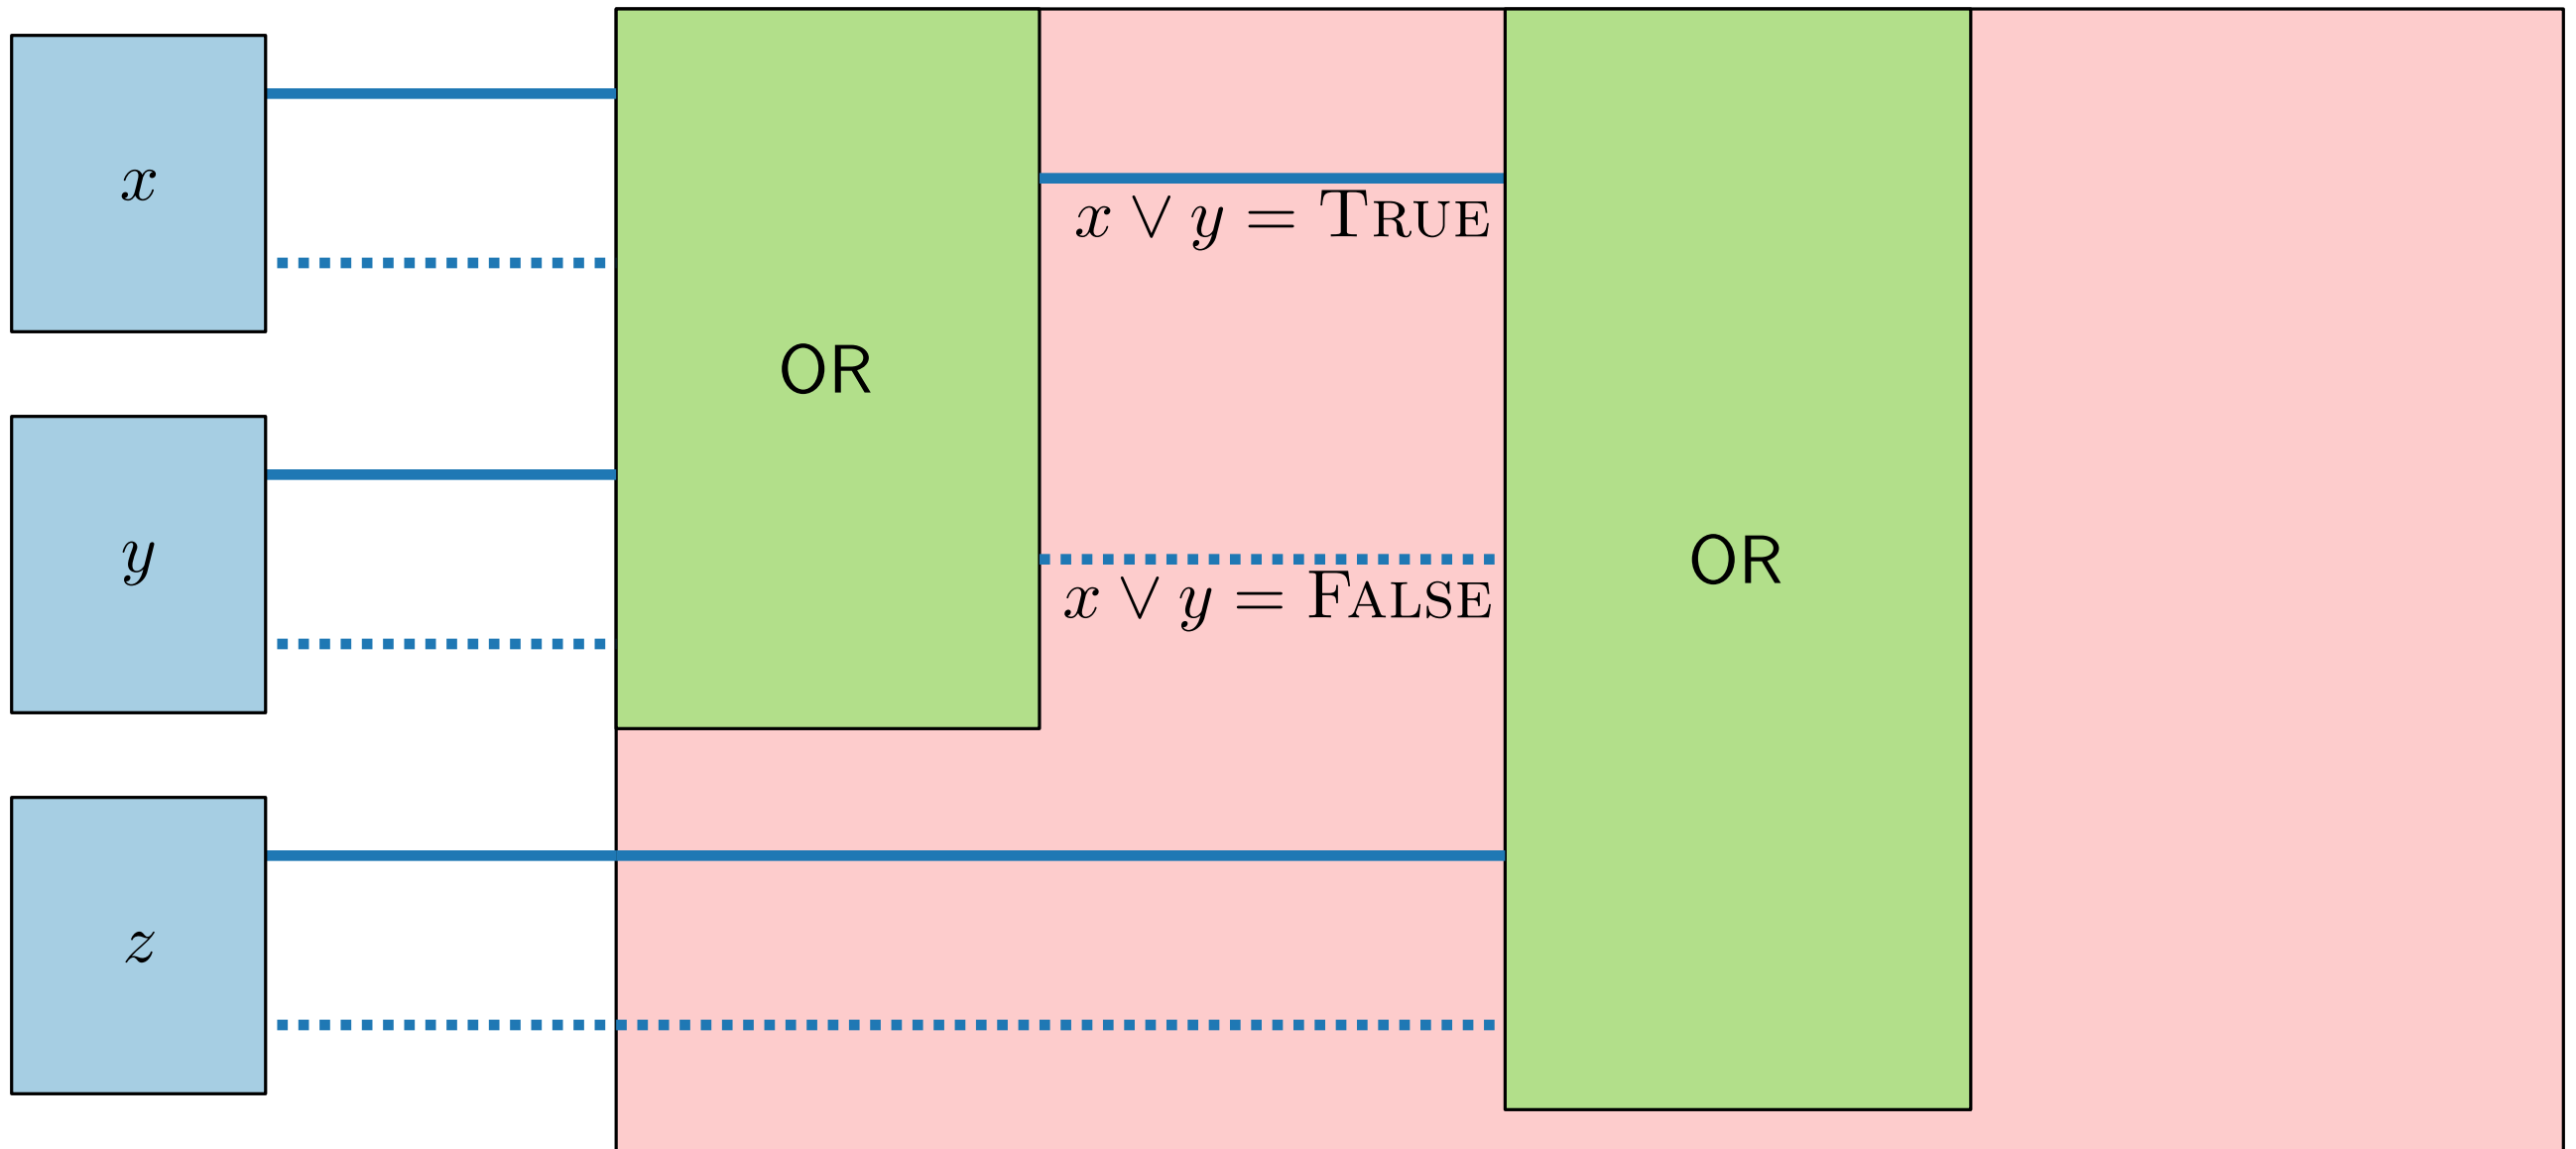 x
x ∨ y = TRUE
OR
y
OR
x ∨ y = FALSE
z